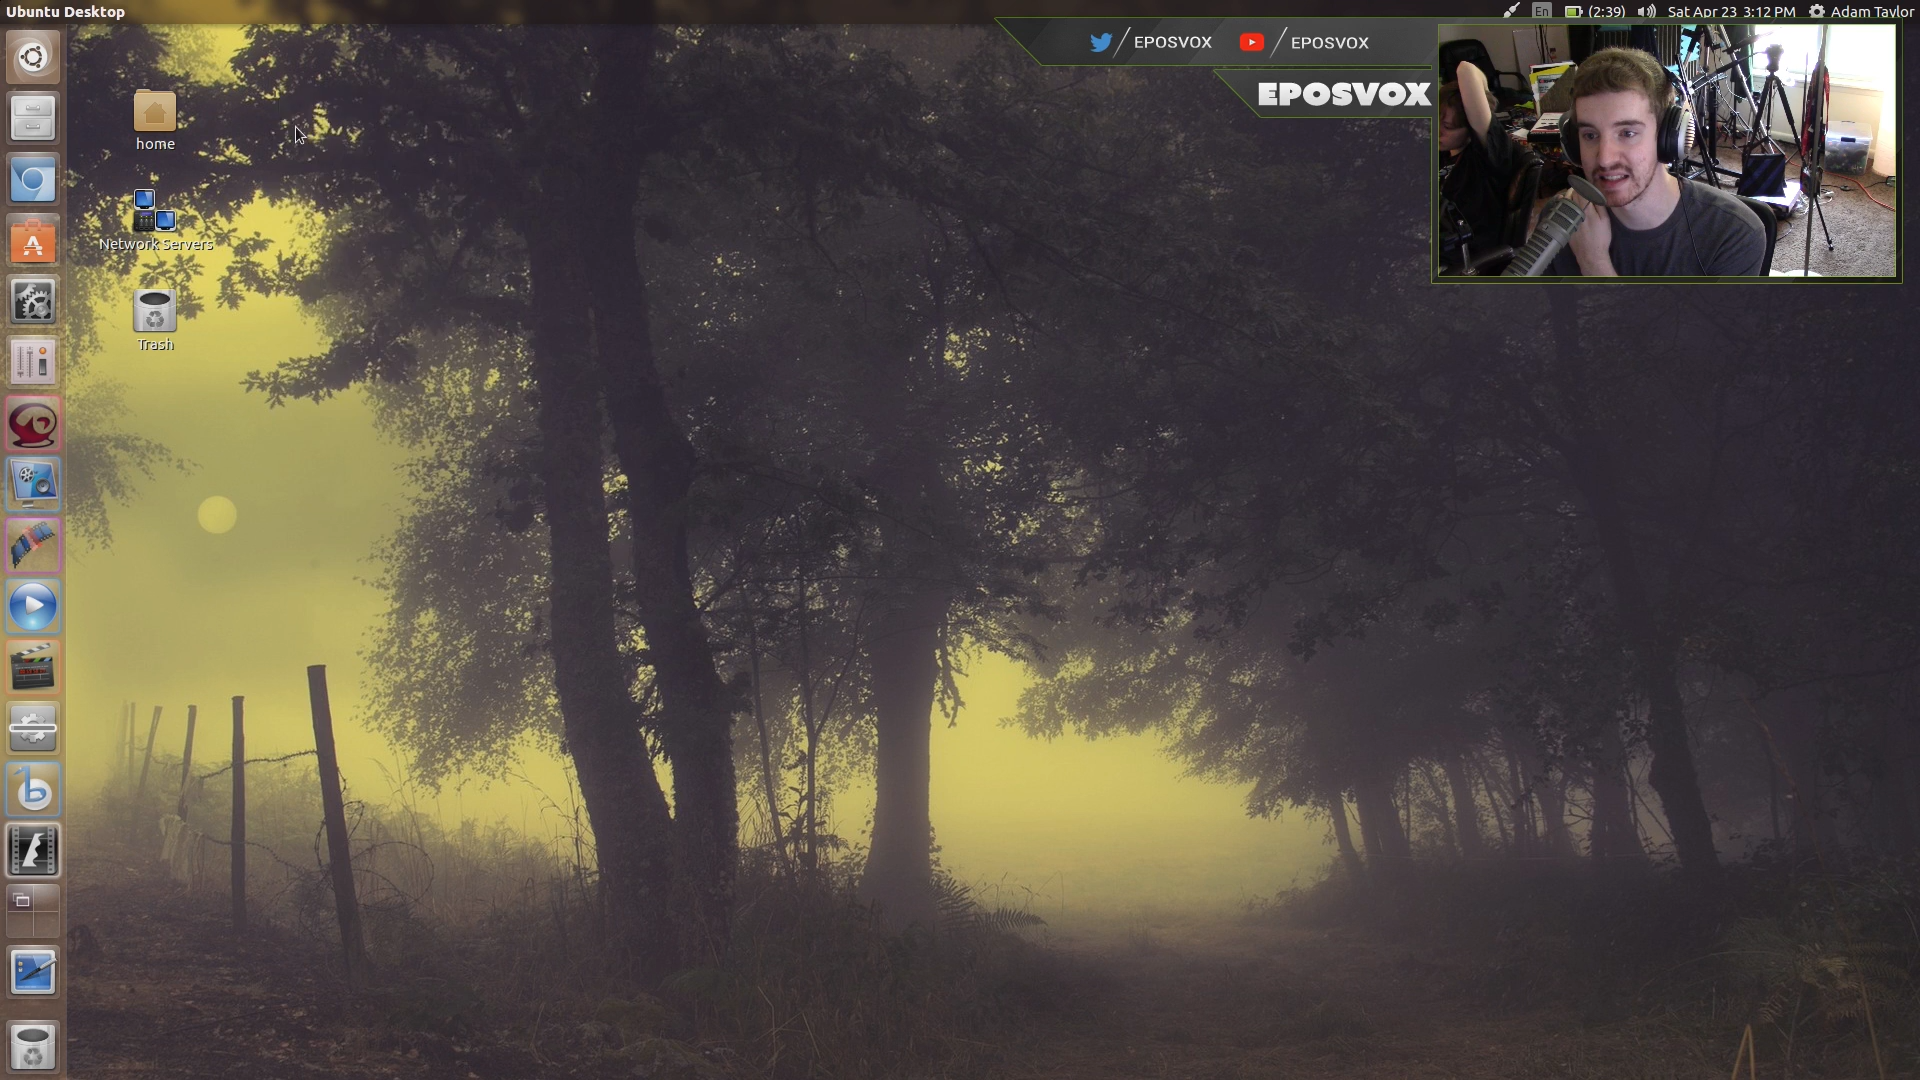 Ubuntu Desktop
En
(2:39)
Sat Apr 23 3:12 PM
Adam Taylor
EPOSVOX
EPOSVOX
EPOSVOX
home
Network Servers
Trash